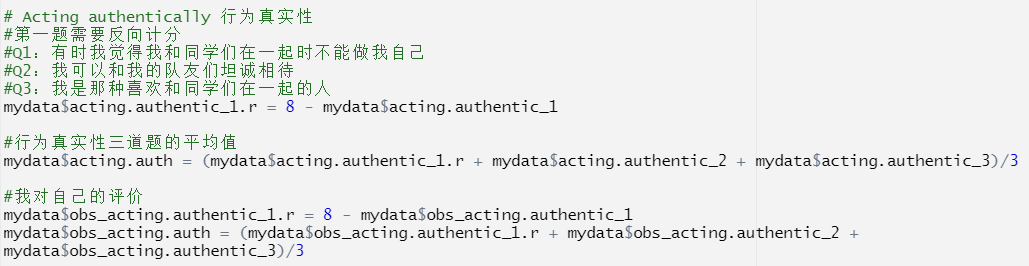 # Acting authentically 行为真实性
#第一题需要反向计分
#Q1：有时我觉得我和同学们在一起时不能做我自己
#Q2：我可以和我的队友们坦诚相待
#Q3：我是那种喜欢和同学们在一起的人
mydata$acting.authentic_1.r = 8 - mydata$acting.authentic_1
#行为真实性三道题的平均值
mydata$acting.auth = (mydata$acting.authentic_1.r + mydata$acting.authentic_2 + mydata$acting.authentic_3)/3
#我对自己的评价
mydata$obs_acting.authentic_1.r = 8 - mydata$obs_acting.authentic_1
mydata$obs_acting.auth = (mydata$obs_acting.authentic_1.r + mydata$obs_acting.authentic_2 +
mydata$obs_acting.authentic_3)/3